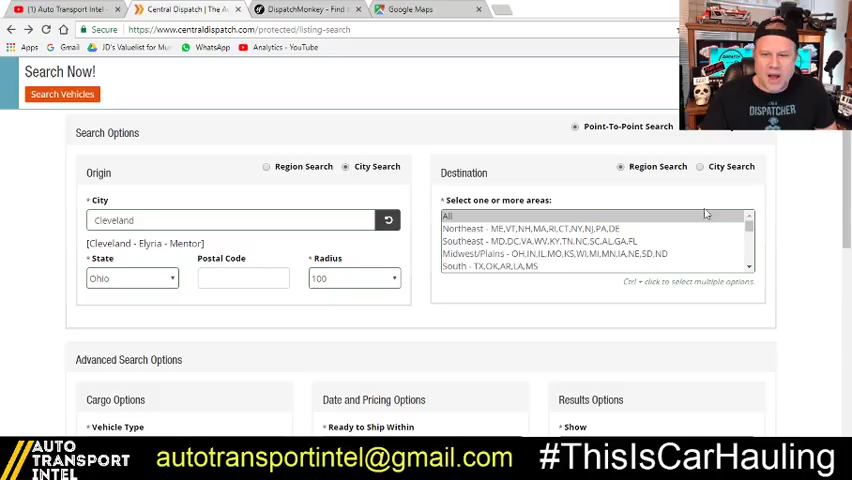 (1) Auto Transport Intel -
Central Dispatch | The A
DispatchMonkey - Find
Google Maps
Secure
https://www.centraldispatch.com/protected/listing-search
Apps
Gmail
JD's Valuelist for Mu
WhatsApp
Analytics - YouTube
Search Now!
Search Vehicles
Search Options
Point-To-Point Search
Origin
Region Search
City Search
* City
Cleveland
[Cleveland - Elyria - Mentor]
* State
Postal Code
* Radius
Ohio
100
Destination
Region Search
City Search
* Select one or more areas:
All
Northeast - ME,VT,NH,MA,RI,CT,NY,NJ,PA,DE
Southeast - MD,DC,VA,WV,KY,TN,NC,SC,AL,GA,FL
Midwest/Plains - OH,IN,IL,MO,KS,WI,MI,MN,IA,NE,SD,ND
South - TX,OK,AR,LA,MS
Ctrl + click to select multiple options.
Advanced Search Options
Cargo Options
Date and Pricing Options
Results Options
* Vehicle Type
* Ready to Ship Within
* Show
DISPATCHER
AUTO
TRANSPORT
INTEL
autotransportintel@gmail.com
#ThisIsCarHauling